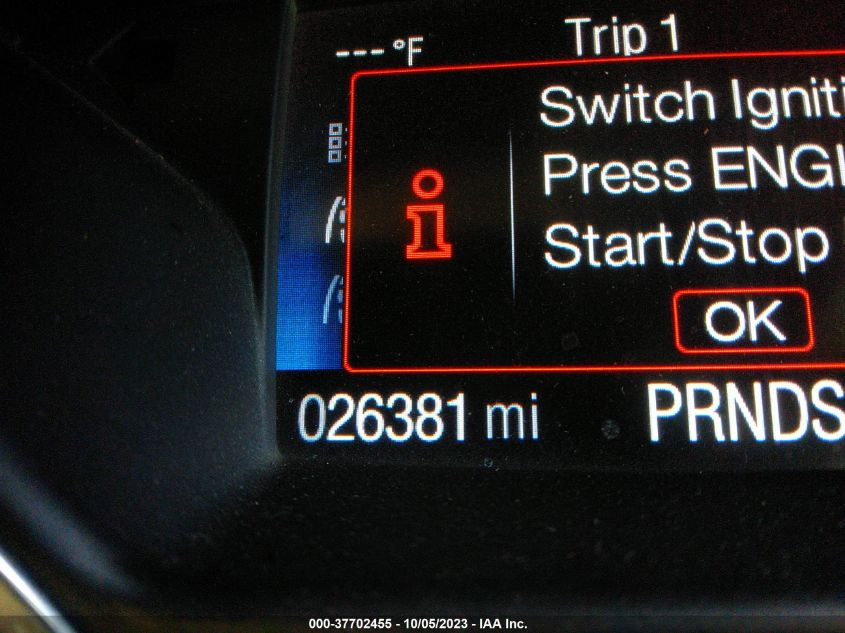 --- °F
Trip 1
Switch Igniti
Press ENGI
Start/Stop
OK
026381 mi
PRNDS
000-37702455 - 10/05/2023 - IAA Inc.